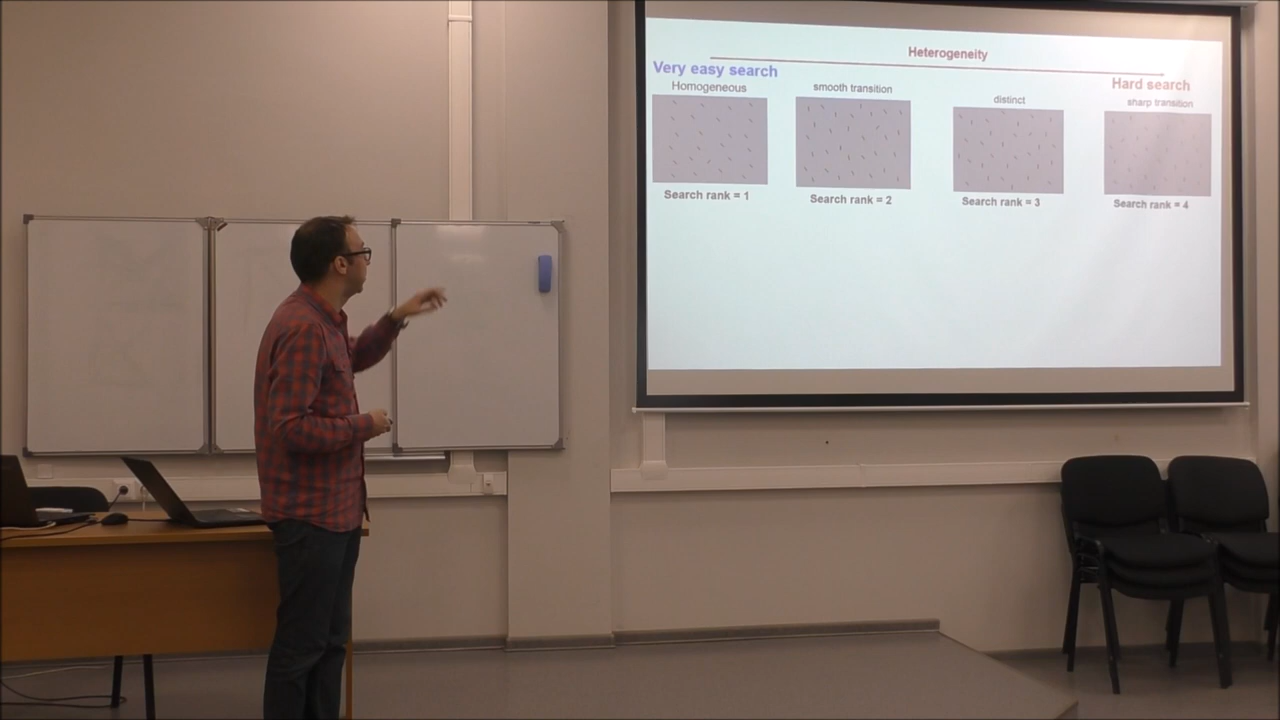 Heterogeneity
Very easy search
Hard search
Homogeneous
smooth transition
distinct
sharp transition
Search rank = 1
Search rank = 2
Search rank = 3
Search rank = 4